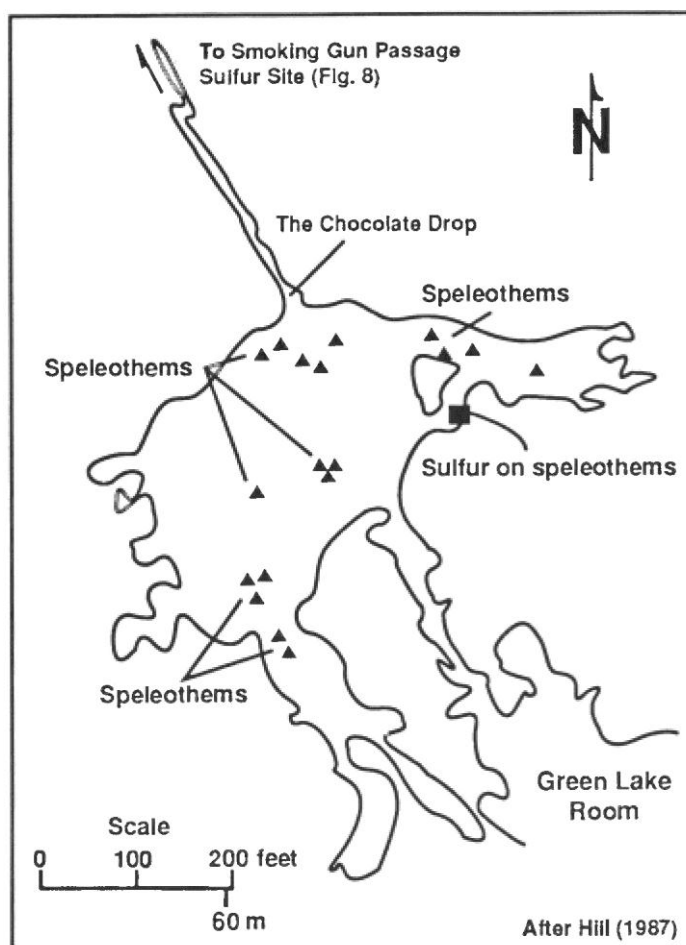 To Smoking Gun Passage
Sulfur Site (Fig. 8)
N
The Chocolate Drop
Speleothems
Speleothems
Sulfur on speleothems
Speleothems
Green Lake
Room
Scale
0 100 200 feet
60 m
After Hill (1987)